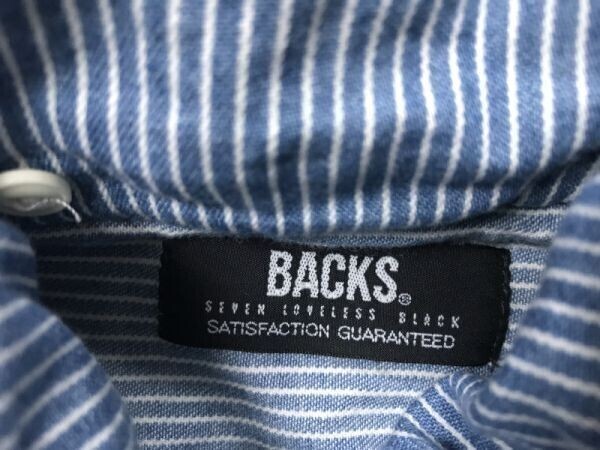 BACKS®
SEVEN LOVELESS BLACK
SATISFACTION GUARANTEED